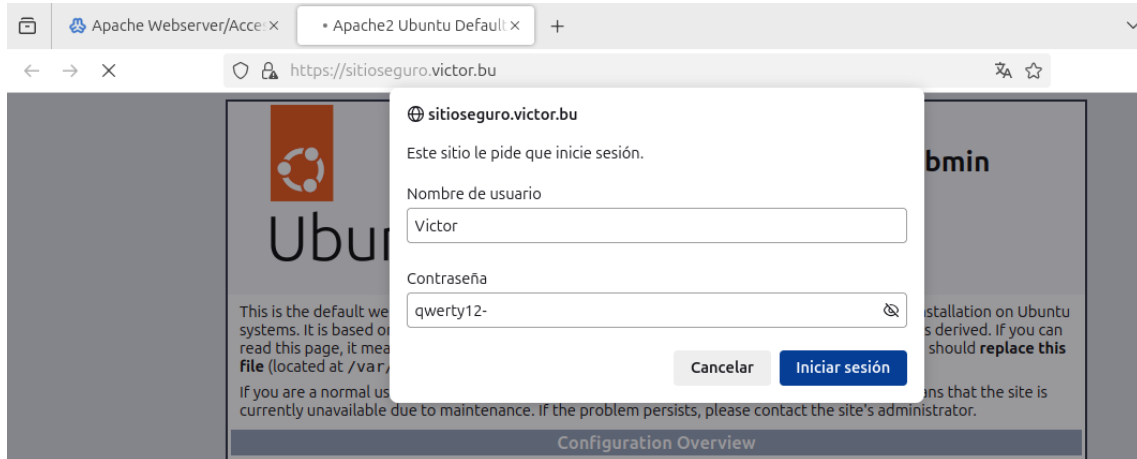 Apache Webserver/Acces
• Apache2 Ubuntu Default
https://sitioseguro.victor.bu
sitioseguro.victor.bu
Este sitio le pide que inicie sesión.
bmin
Nombre de usuario
Victor
Ubu
Contraseña
qwerty12-
This is the default we stallation on Ubuntu
systems. It is based o s derived. If you can
read this page, it mea should replace this
file (located at /var/
Cancelar
Iniciar sesión
If you are a normal us ans that the site is
currently unavailable due to maintenance. If the problem persists, please contact the site's administrator.
Configuration Overview